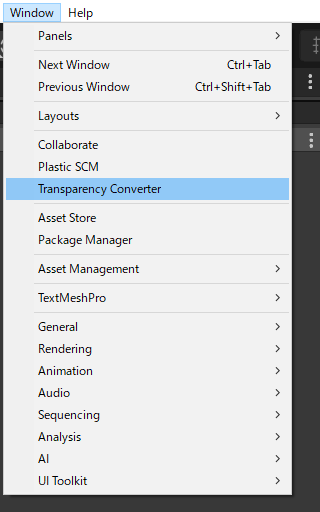 Window Help
Panels
Next Window Ctrl+Tab
Previous Window Ctrl+Shift+Tab
Layouts
Collaborate
Plastic SCM
Transparency Converter
Asset Store
Package Manager
Asset Management
TextMeshPro
General
Rendering
Animation
Audio
Sequencing
Analysis
AI
UI Toolkit